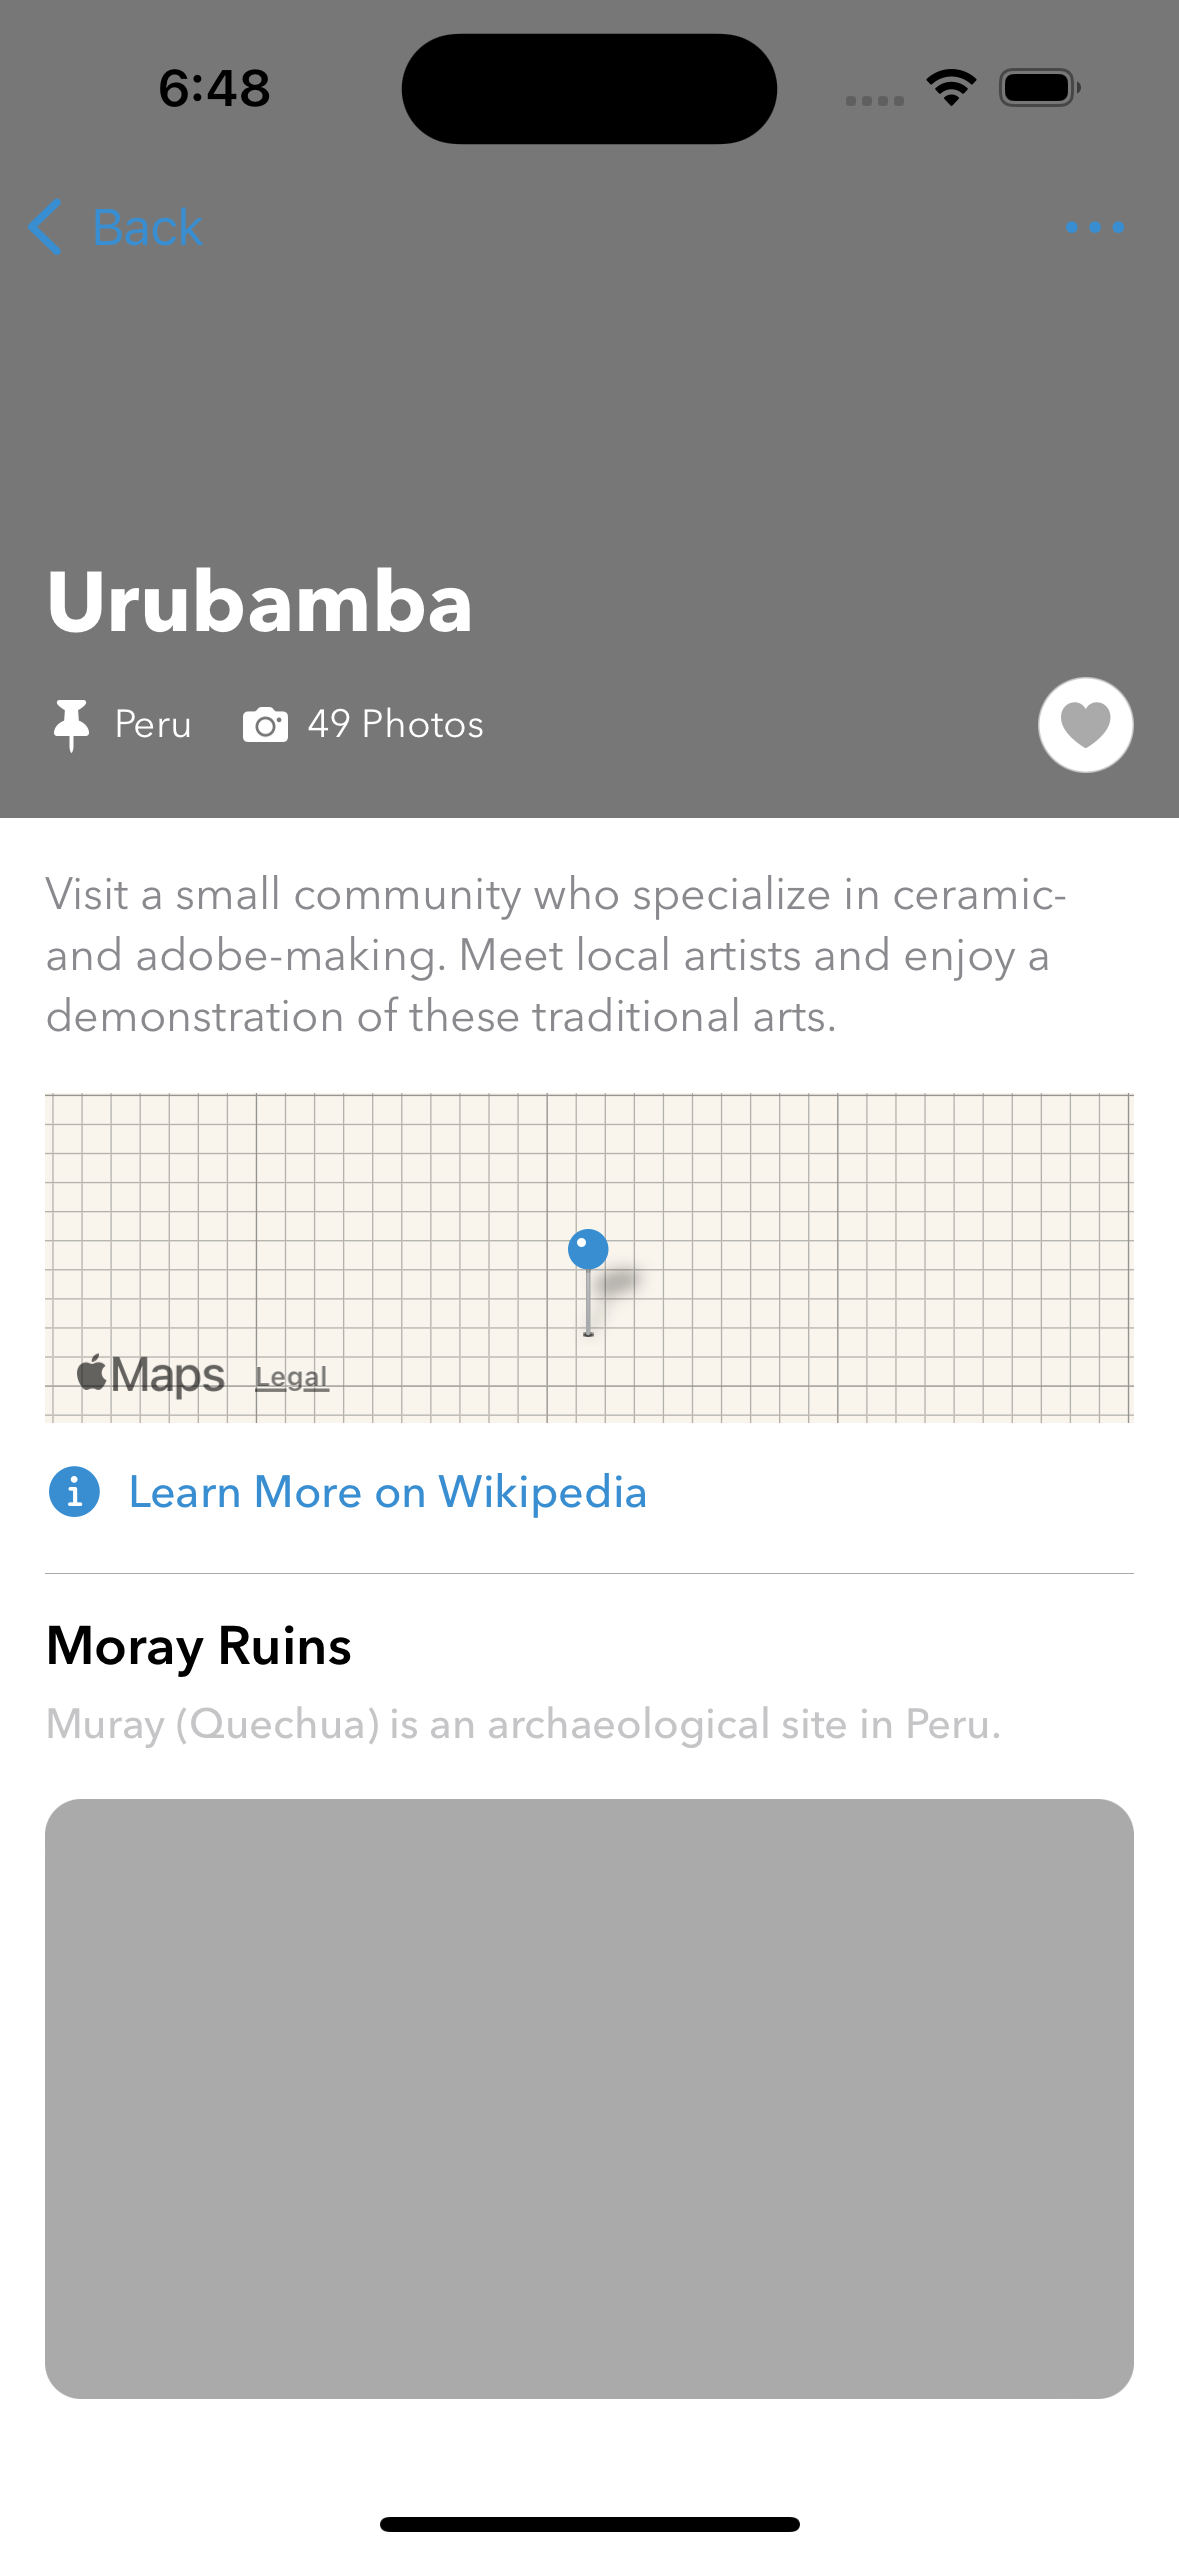 6:48
Back
Urubamba
Peru
49 Photos
Visit a small community who specialize in ceramic-
and adobe-making. Meet local artists and enjoy a
demonstration of these traditional arts.
Maps
Legal
Learn More on Wikipedia
Moray Ruins
Muray (Quechua) is an archaeological site in Peru.